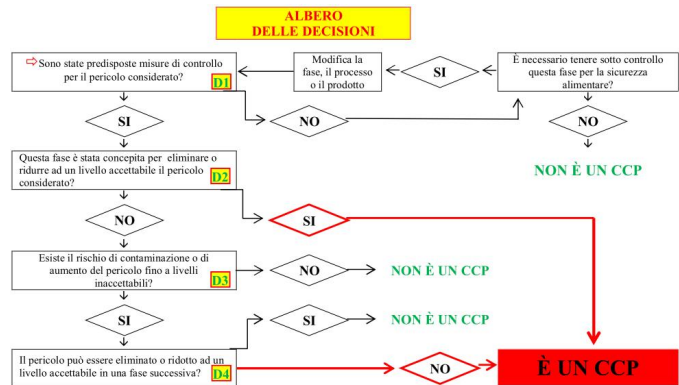 ALBERO
DELLE DECISIONI
⇨Sono state predisposte misure di controllo
per il pericolo considerato?
D1
Modifica la
fase, il processo
o il prodotto
SI
È necessario tenere sotto controllo
questa fase per la sicurezza
alimentare?
SI
NO
NO
NON È UN CCP
Questa fase è stata concepita per eliminare o
ridurre ad un livello accettabile il pericolo
considerato?
D2
NO
SI
Esiste il rischio di contaminazione o di
aumento del pericolo fino a livelli
inaccettabili?
D3
NO
NON È UN CCP
SI
SI
NON È UN CCP
Il pericolo può essere eliminato o ridotto ad un
livello accettabile in una fase successiva?
D4
NO
È UN CCP